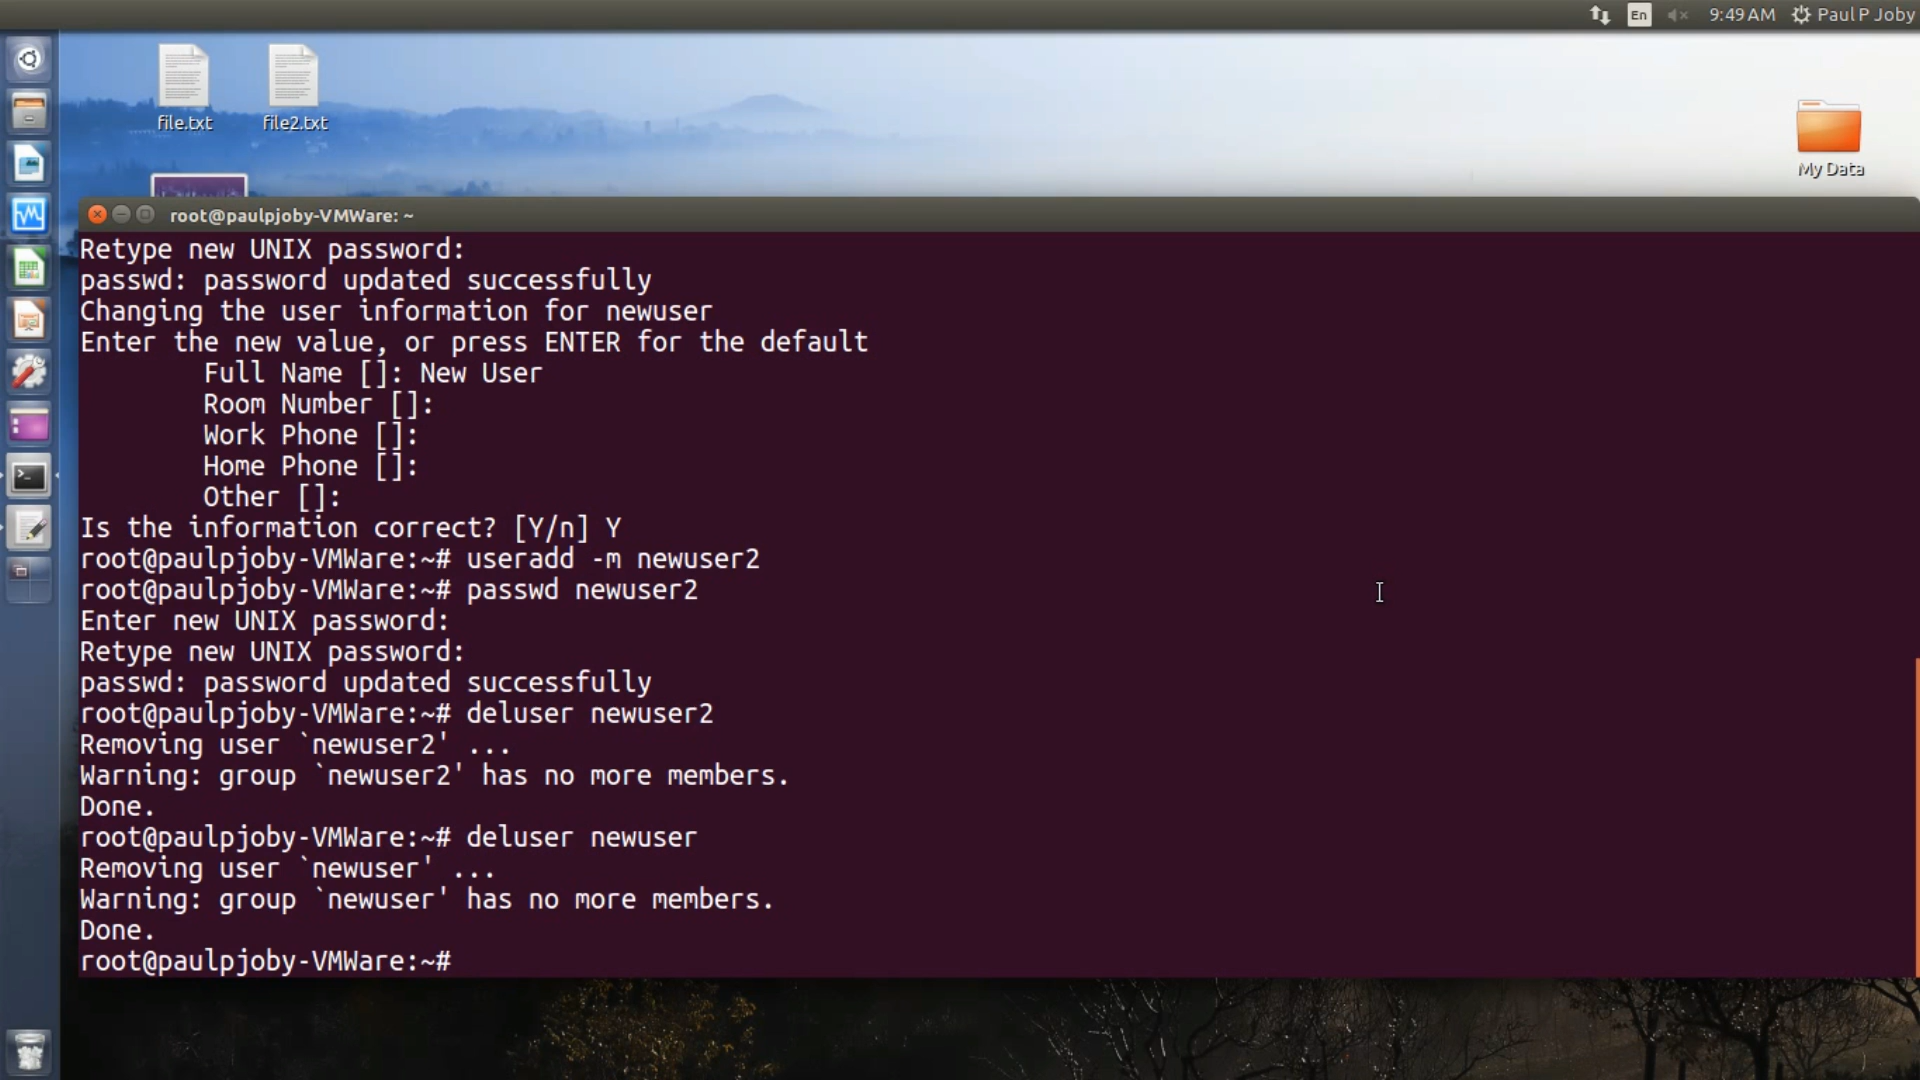 En 9:49 AM Paul P Joby
file.txt file2.txt
My Data
root@paulpjoby-VMWare: ~
Retype new UNIX password:
passwd: password updated successfully
Changing the user information for newuser
Enter the new value, or press ENTER for the default
Full Name []: New User
Room Number []:
Work Phone []:
Home Phone []:
Other []:
Is the information correct? [Y/n] Y
root@paulpjoby-VMWare:~# useradd -m newuser2
root@paulpjoby-VMWare:~# passwd newuser2
Enter new UNIX password:
Retype new UNIX password:
passwd: password updated successfully
root@paulpjoby-VMWare:~# deluser newuser2
Removing user `newuser2' ...
Warning: group `newuser2' has no more members.
Done.
root@paulpjoby-VMWare:~# deluser newuser
Removing user `newuser' ...
Warning: group `newuser' has no more members.
Done.
root@paulpjoby-VMWare:~#